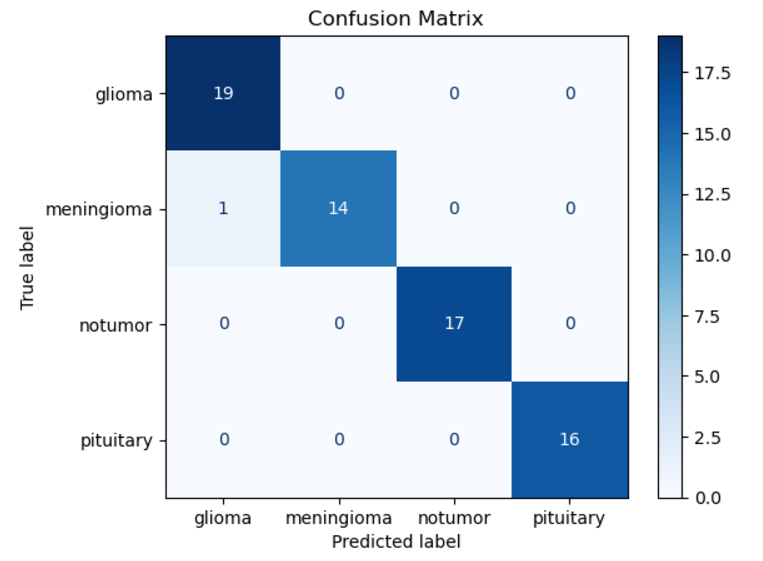 Confusion Matrix
glioma 19 0 0 0
meningioma 1 14 0 0
notumor 0 0 17 0
pituitary 0 0 0 16
glioma meningioma notumor pituitary
Predicted label
True label
17.5
15.0
12.5
10.0
7.5
5.0
2.5
0.0